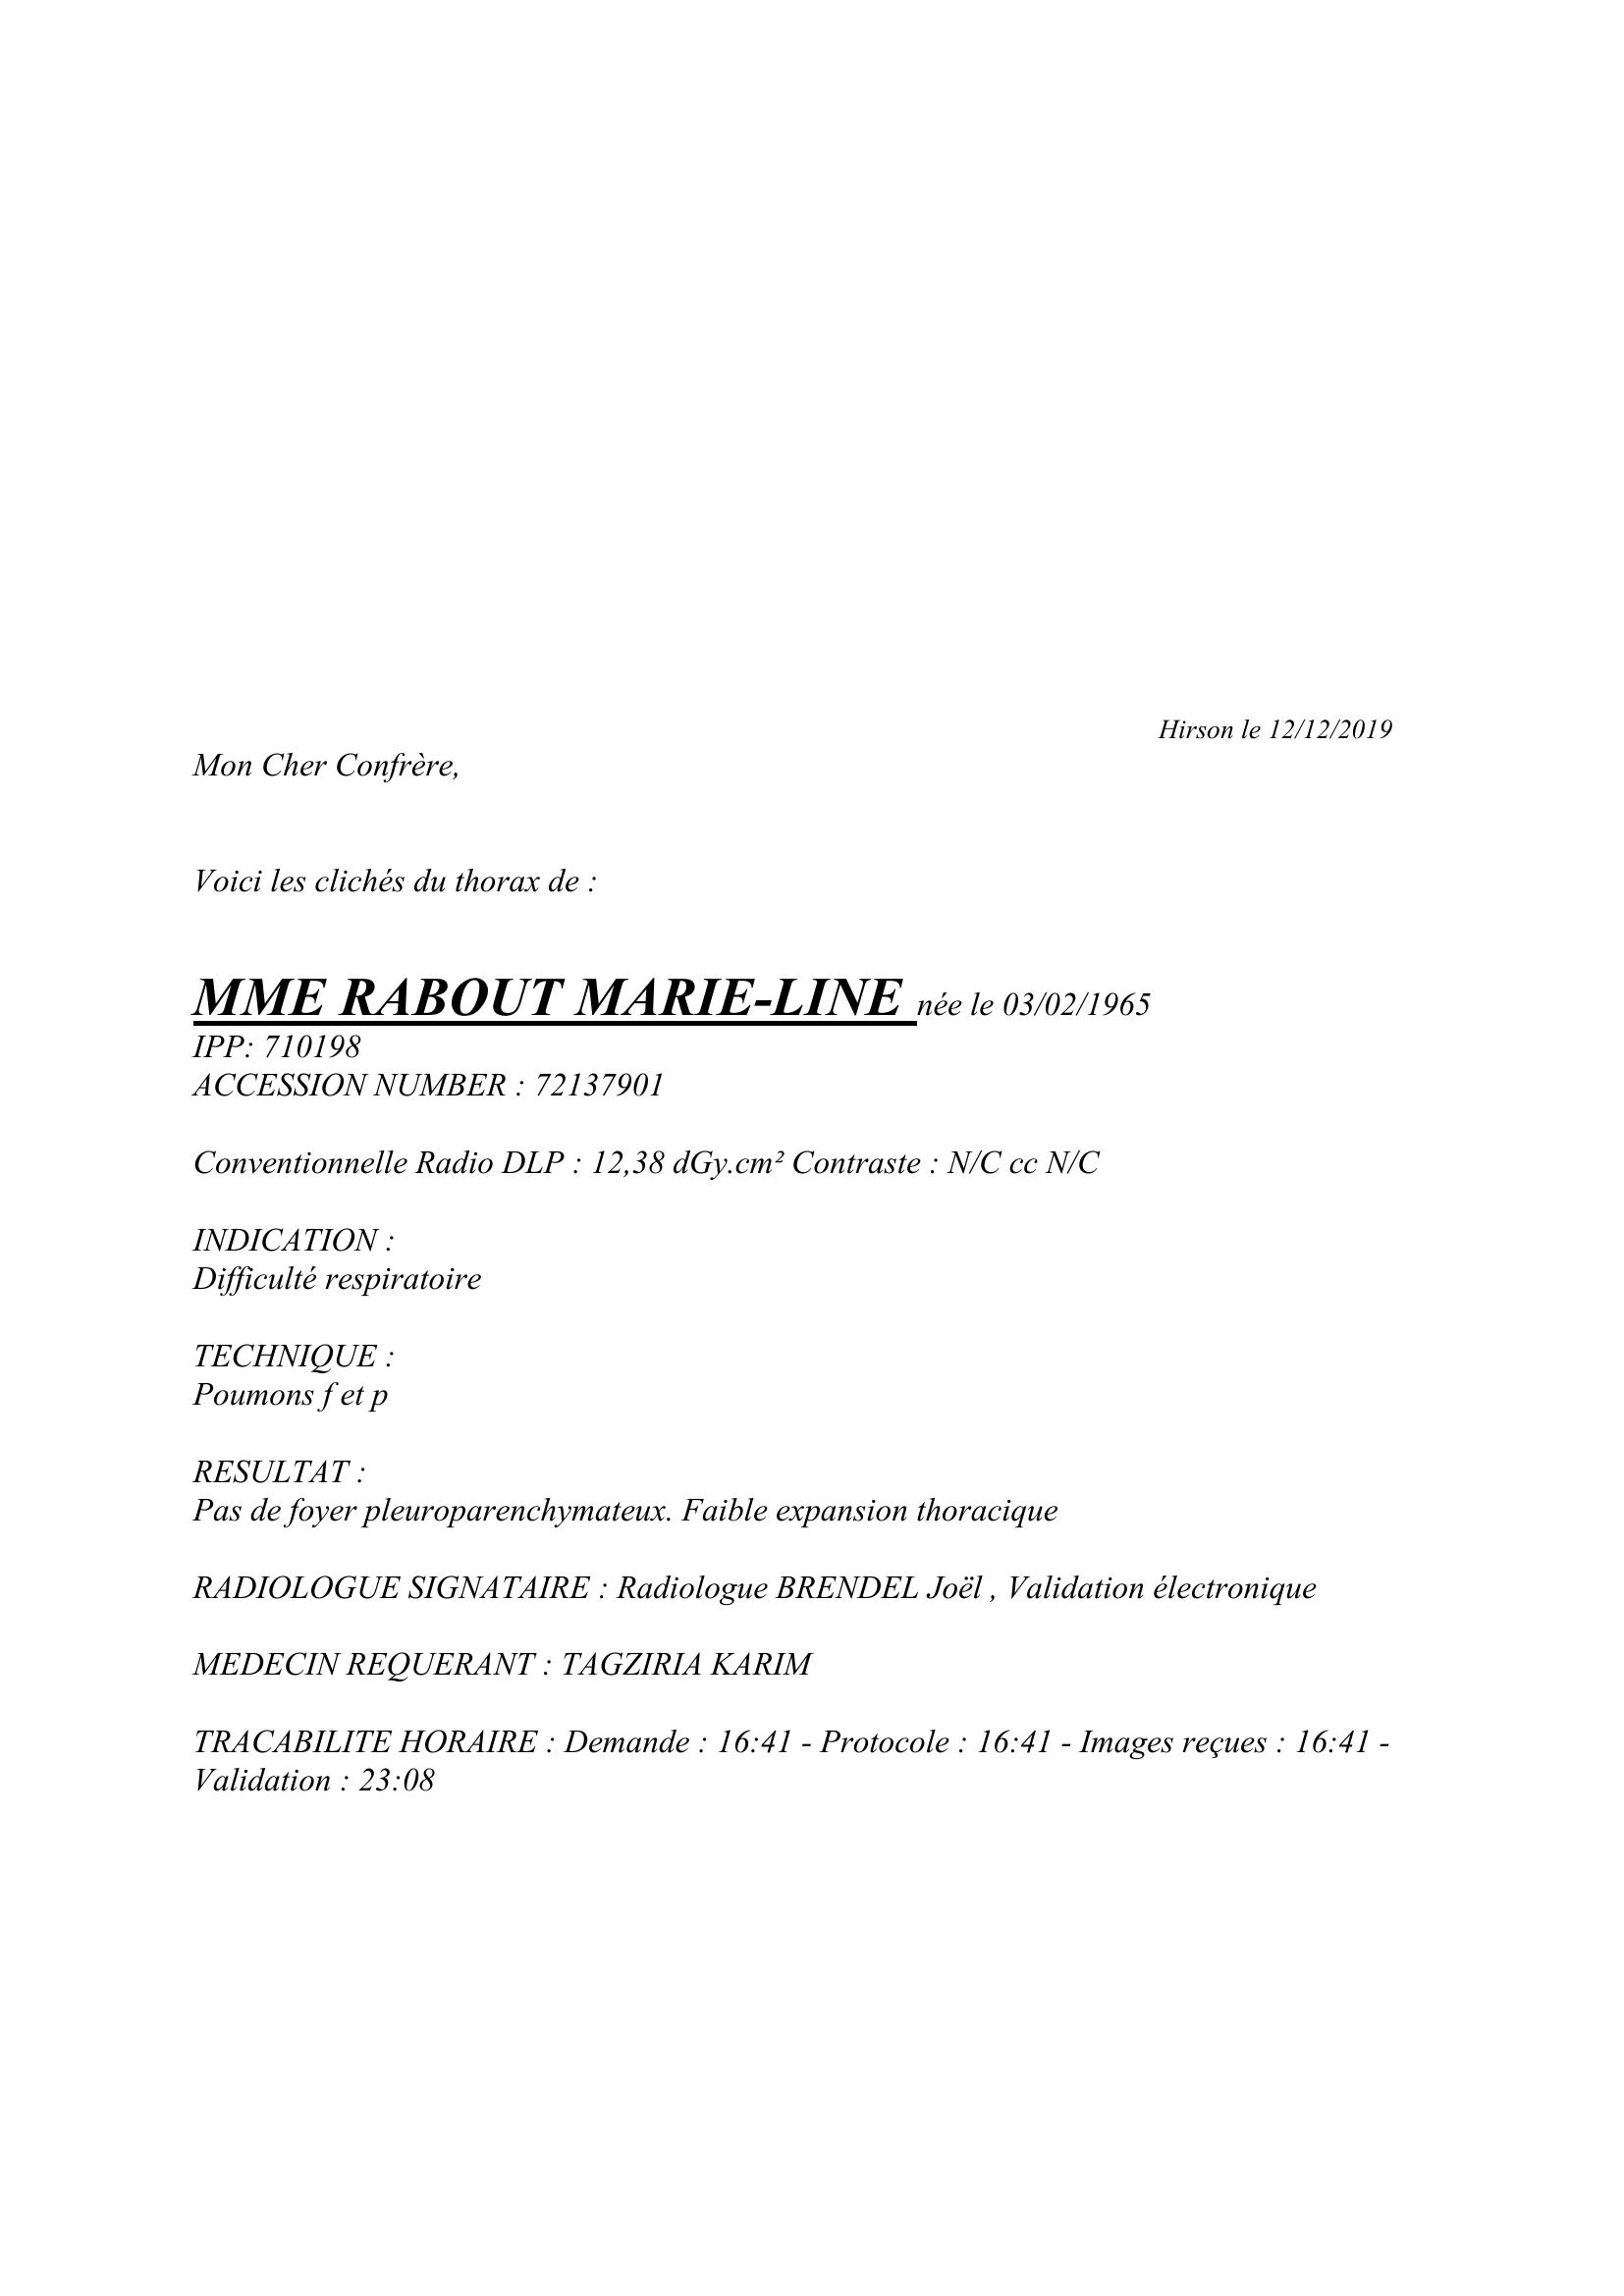 Hirson le 12/12/2019
Mon Cher Confrère,
Voici les clichés du thorax de :
MME RABOUT MARIE-LINE née le 03/02/1965
IPP: 710198
ACCESSION NUMBER : 72137901
Conventionnelle Radio DLP : 12,38 dGy.cm² Contraste : N/C cc N/C
INDICATION :
Difficulté respiratoire
TECHNIQUE :
Poumons f et p
RESULTAT :
Pas de foyer pleuroparenchymateux. Faible expansion thoracique
RADIOLOGUE SIGNATAIRE : Radiologue BRENDEL Joël , Validation électronique
MEDECIN REQUERANT : TAGZIRIA KARIM
TRACABILITE HORAIRE : Demande : 16:41 - Protocole : 16:41 - Images reçues : 16:41 -
Validation : 23:08